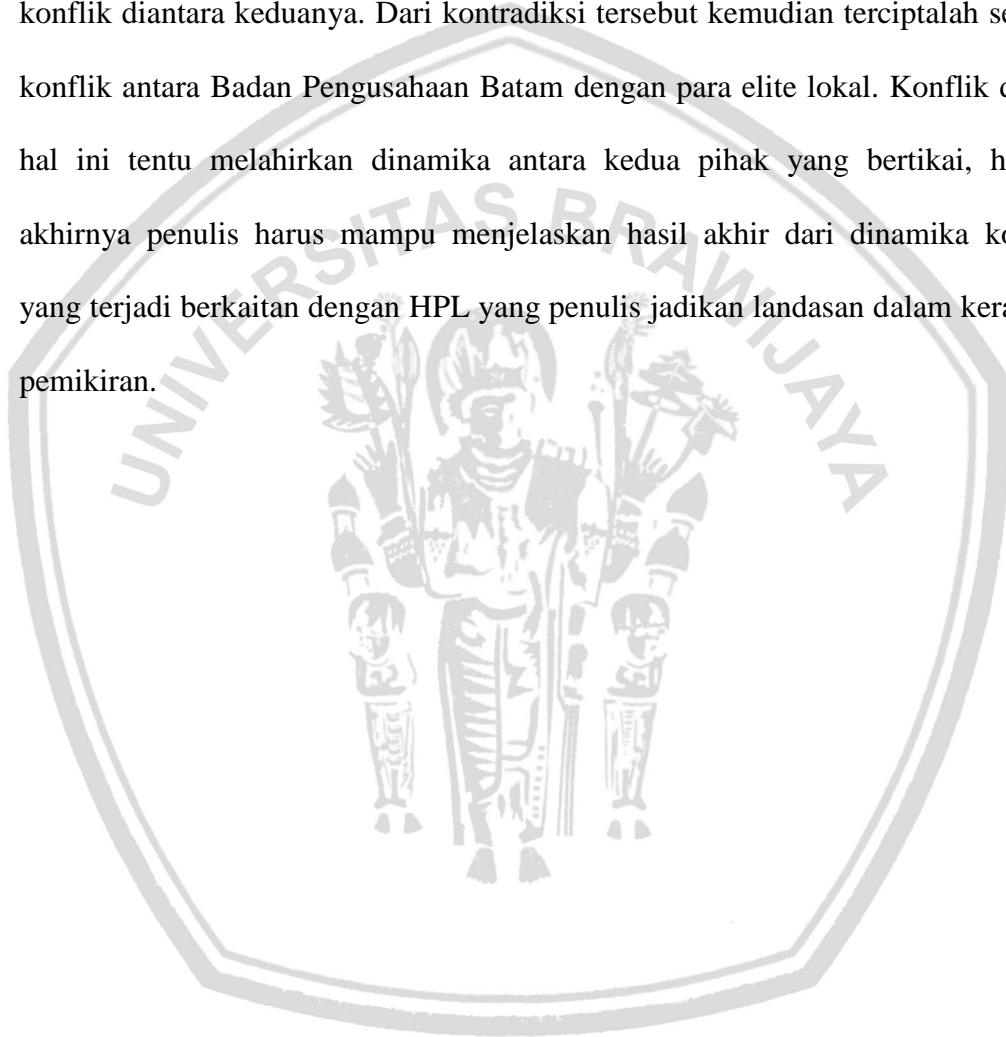 konflik diantara keduanya. Dari kontradiksi tersebut kemudian terciptalah
konflik antara Badan Pengusahaan Batam dengan para elite lokal. Konflik
hal ini tentu melahirkan dinamika antara kedua pihak yang bertikai,
akhirnya penulis harus mampu menjelaskan hasil akhir dari dinamika
yang terjadi berkaitan dengan HPL yang penulis jadikan landasan dalam
pemikiran.
UNIVERSITAS BRAWIJAYA